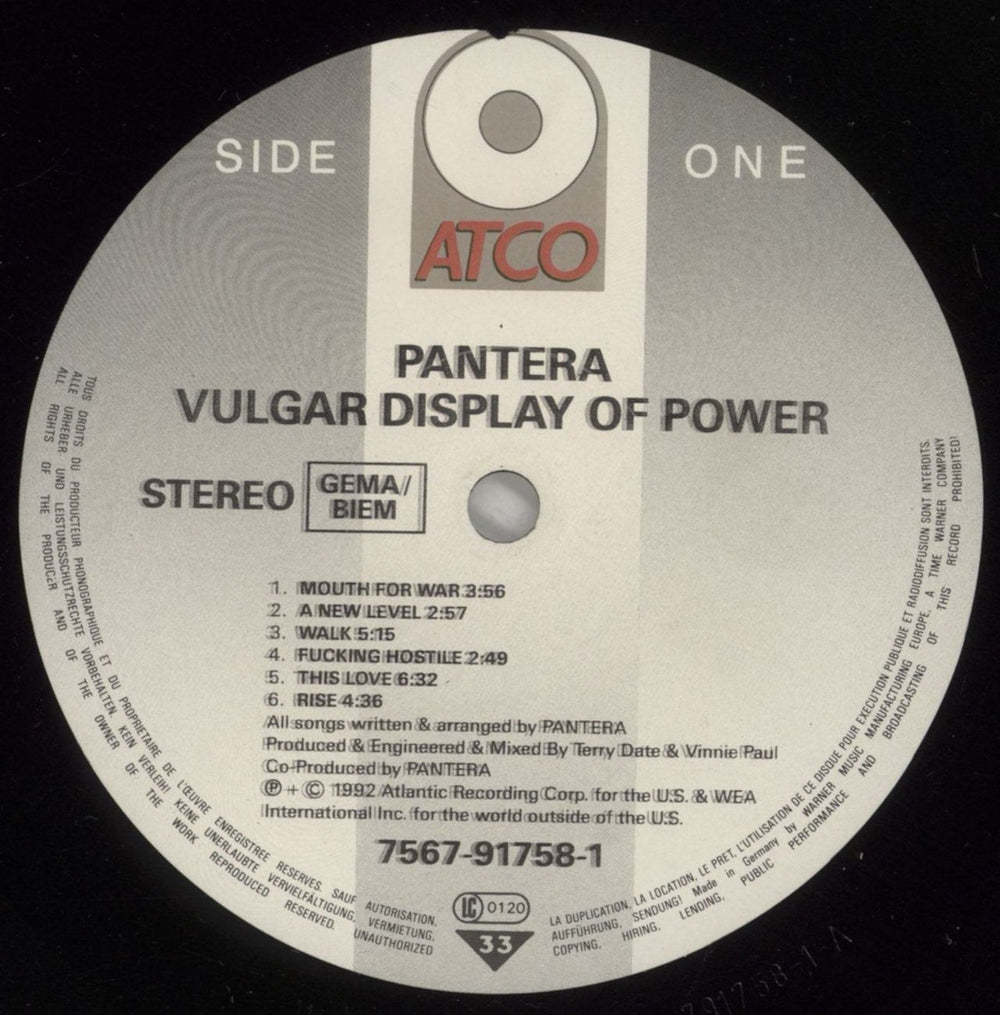 SIDE ONE
ATCO
PANTERA
VULGAR DISPLAY OF POWER
STEREO GEMA/
BIEM
1. MOUTH FOR WAR 3:56
2. A NEW LEVEL 2:57
3. WALK 5:15
4. FUCKING HOSTILE 2:49
5. THIS LOVE 6:32
6. RISE 4:36
All songs written & arranged by PANTERA
Produced & Engineered & Mixed By Terry Date & Vinnie Paul
Co-Produced by PANTERA
Ⓟ + © 1992 Atlantic Recording Corp. for the U.S. & WEA
International Inc. for the world outside of the U.S.
7567-91758-1
LC 0120
33
TOUS DROITS DU PRODUCTEUR PHONOGRAPHIQUE ET DU PROPRIETAIRE DE L'ŒUVRE ENREGISTREE RESERVES. SAUF AUTORISATION, LA DUPLICATION, LA LOCATION, LE PRET, L'UTILISATION DE CE DISQUE POUR EXECUTION PUBLIQUE ET RADIODIFFUSION SONT INTERDITS.
ALLE URHEBER UND LEISTUNGSSCHUTZRECHTE VORBEHALTEN KEIN VERLEIH! KEINE UNERLAUBTE VERVIELFÄLTIGUNG, VERMIETUNG, AUFFÜHRUNG, SENDUNG! Made in Germany by WARNER MUSIC MANUFACTURING EUROPE, A TIME WARNER COMPANY
ALL RIGHTS OF THE PRODUCER AND OF THE OWNER OF THE WORK REPRODUCED RESERVED. UNAUTHORIZED COPYING, HIRING, LENDING, PUBLIC PERFORMANCE AND BROADCASTING OF THIS RECORD PROHIBITED!
791758-1-A